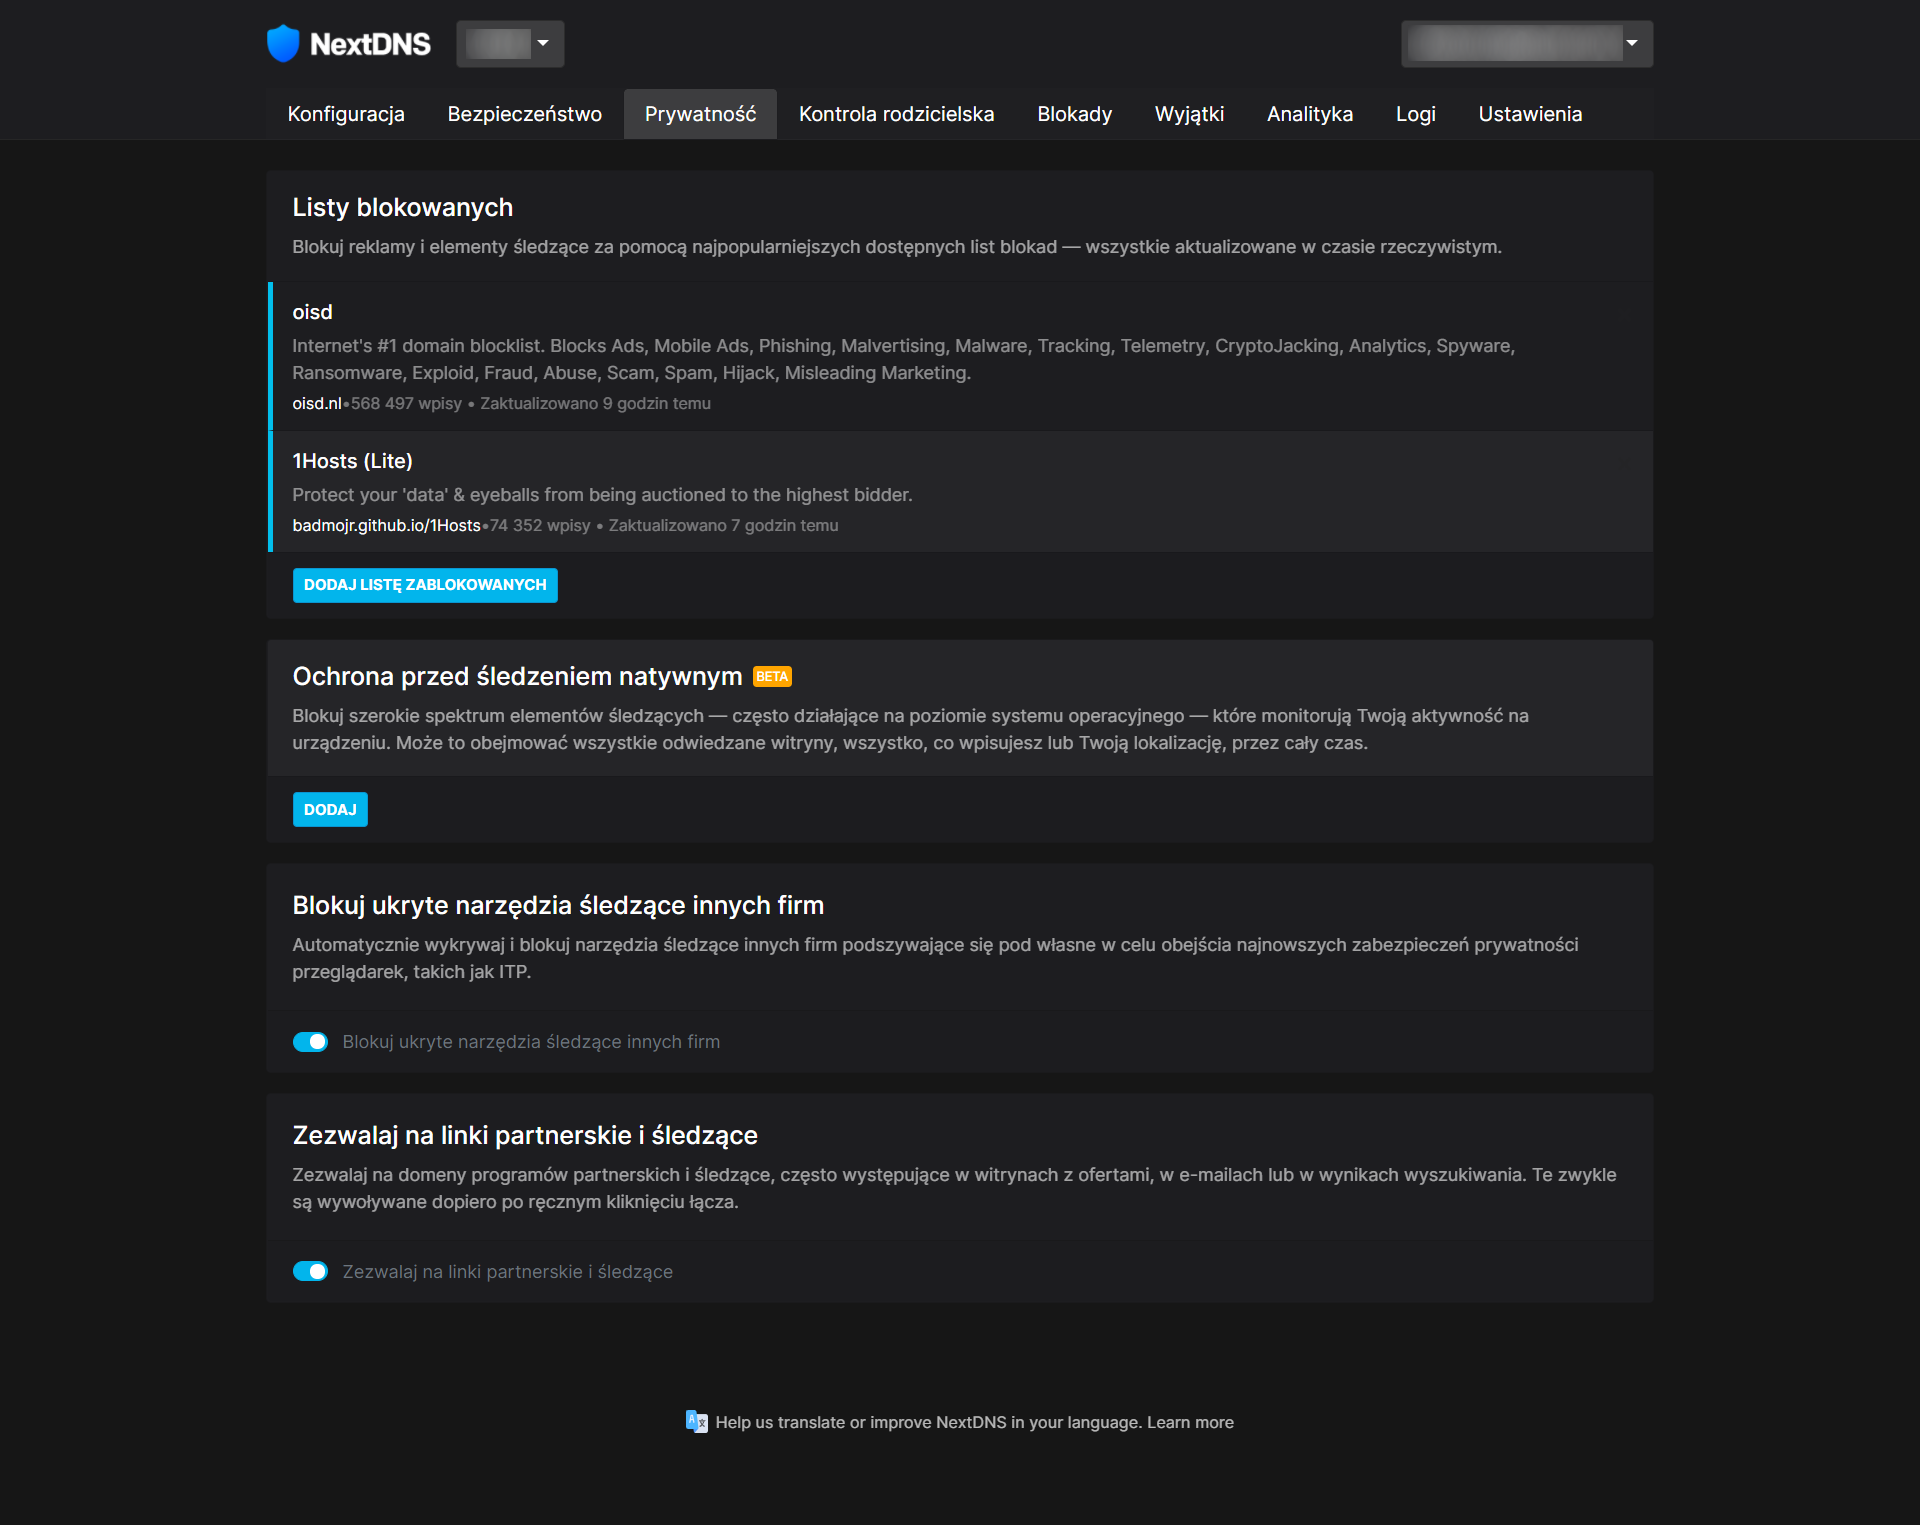 NextDNS
Konfiguracja Bezpieczeństwo Prywatność Kontrola rodzicielska Blokady Wyjątki Analityka Logi Ustawienia
Listy blokowanych
Blokuj reklamy i elementy śledzące za pomocą najpopularniejszych dostępnych list blokad — wszystkie aktualizowane w czasie rzeczywistym.
oisd
Internet's #1 domain blocklist. Blocks Ads, Mobile Ads, Phishing, Malvertising, Malware, Tracking, Telemetry, CryptoJacking, Analytics, Spyware,
Ransomware, Exploid, Fraud, Abuse, Scam, Spam, Hijack, Misleading Marketing.
oisd.nl•568 497 wpisy • Zaktualizowano 9 godzin temu
1Hosts (Lite)
Protect your 'data' & eyeballs from being auctioned to the highest bidder.
badmojr.github.io/1Hosts•74 352 wpisy • Zaktualizowano 7 godzin temu
DODAJ LISTĘ ZABLOKOWANYCH
Ochrona przed śledzeniem natywnym BETA
Blokuj szerokie spektrum elementów śledzących — często działające na poziomie systemu operacyjnego — które monitorują Twoją aktywność na
urządzeniu. Może to obejmować wszystkie odwiedzane witryny, wszystko, co wpisujesz lub Twoją lokalizację, przez cały czas.
DODAJ
Blokuj ukryte narzędzia śledzące innych firm
Automatycznie wykrywaj i blokuj narzędzia śledzące innych firm podszywające się pod własne w celu obejścia najnowszych zabezpieczeń prywatności
przeglądarek, takich jak ITP.
Blokuj ukryte narzędzia śledzące innych firm
Zezwalaj na linki partnerskie i śledzące
Zezwalaj na domeny programów partnerskich i śledzące, często występujące w witrynach z ofertami, w e-mailach lub w wynikach wyszukiwania. Te zwykle
są wywoływane dopiero po ręcznym kliknięciu łącza.
Zezwalaj na linki partnerskie i śledzące
Help us translate or improve NextDNS in your language. Learn more